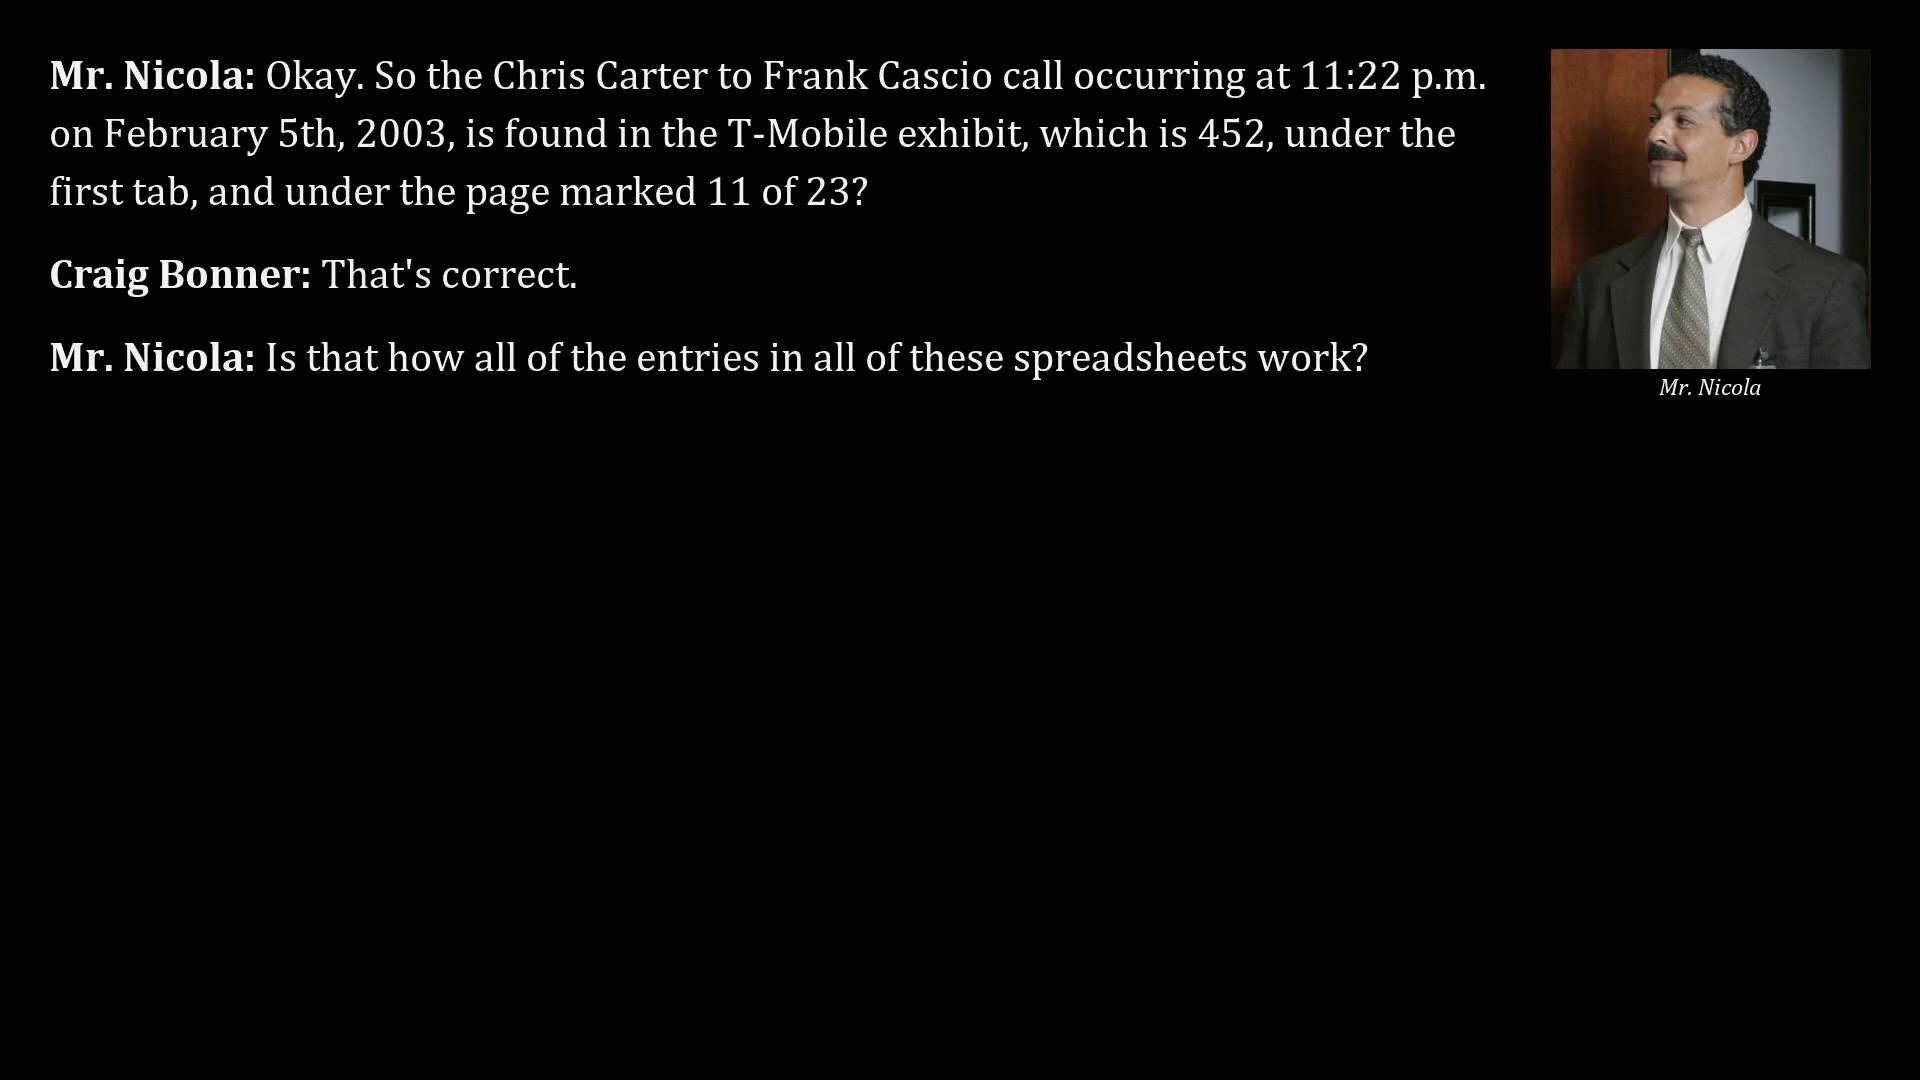 Mr. Nicola: Okay. So the Chris Carter to Frank Cascio call occurring at 11:22 p.m.
on February 5th, 2003, is found in the T-Mobile exhibit, which is 452, under the
first tab, and under the page marked 11 of 23?
Craig Bonner: That's correct.
Mr. Nicola: Is that how all of the entries in all of these spreadsheets work?
Mr. Nicola